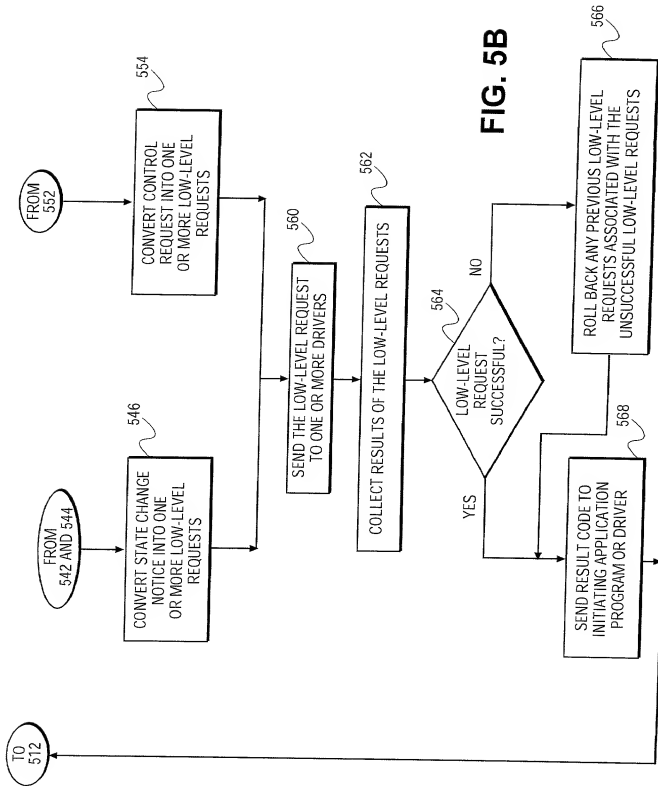 TO
512
FROM
542 AND 544
546
CONVERT STATE CHANGE
NOTICE INTO ONE
OR MORE LOW-LEVEL
REQUESTS
FROM
552
554
CONVERT CONTROL
REQUEST INTO ONE
OR MORE LOW-LEVEL
REQUESTS
560
SEND THE LOW-LEVEL REQUEST
TO ONE OR MORE DRIVERS
562
COLLECT RESULTS OF THE LOW-LEVEL REQUESTS
564
LOW-LEVEL
REQUEST
SUCCESSFUL?
YES
NO
566
ROLL BACK ANY PREVIOUS LOW-LEVEL
REQUESTS ASSOCIATED WITH THE
UNSUCCESSFUL LOW-LEVEL REQUESTS
568
SEND RESULT CODE TO
INITIATING APPLICATION
PROGRAM OR DRIVER
FIG. 5B